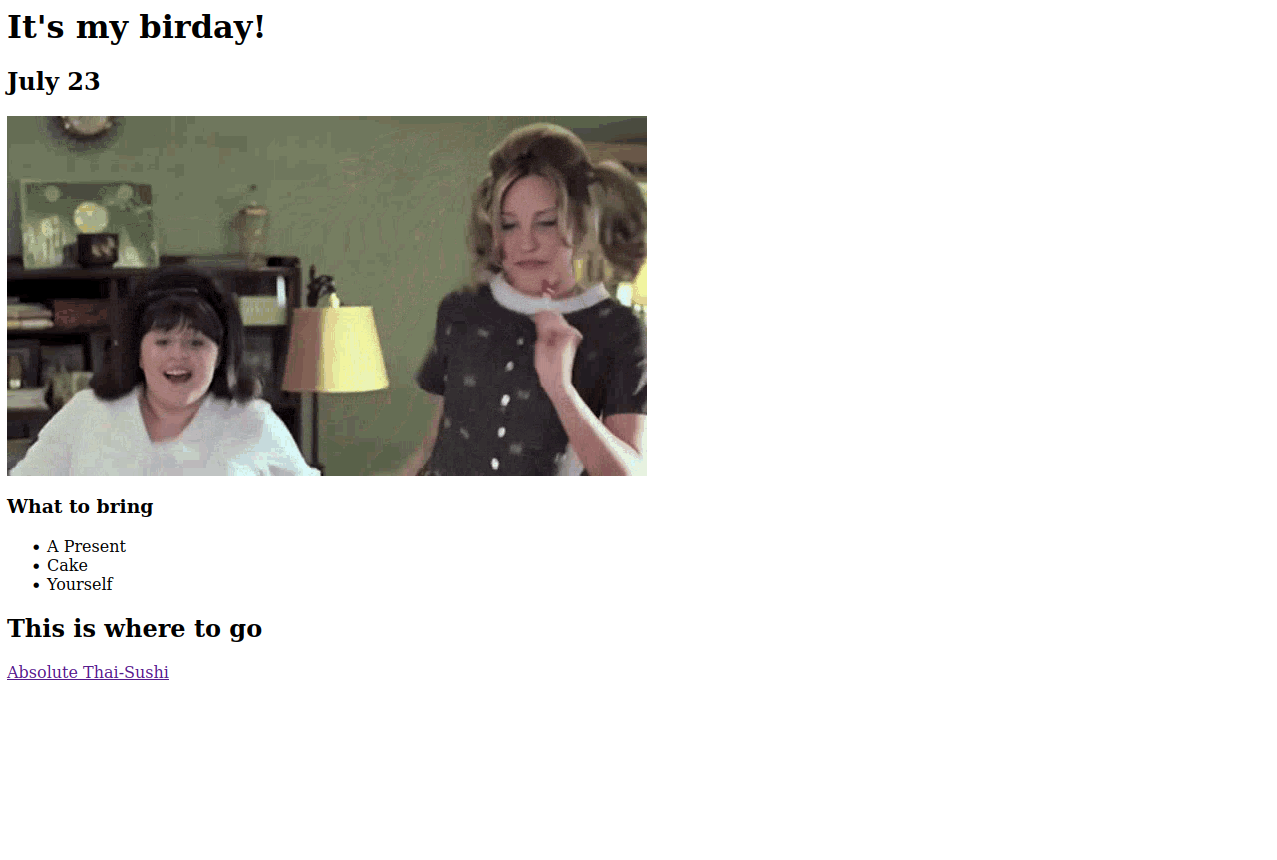 It's my birday!
July 23
What to bring
A Present
Cake
Yourself
This is where to go
Absolute Thai-Sushi